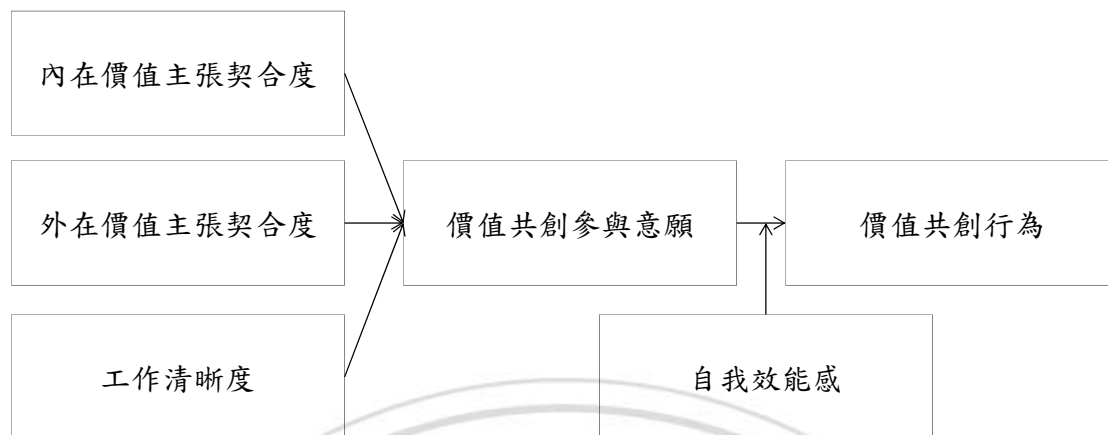 內在價值主張契合度
外在價值主張契合度
價值共創參與意願
價值共創行為
工作清晰度
自我效能感